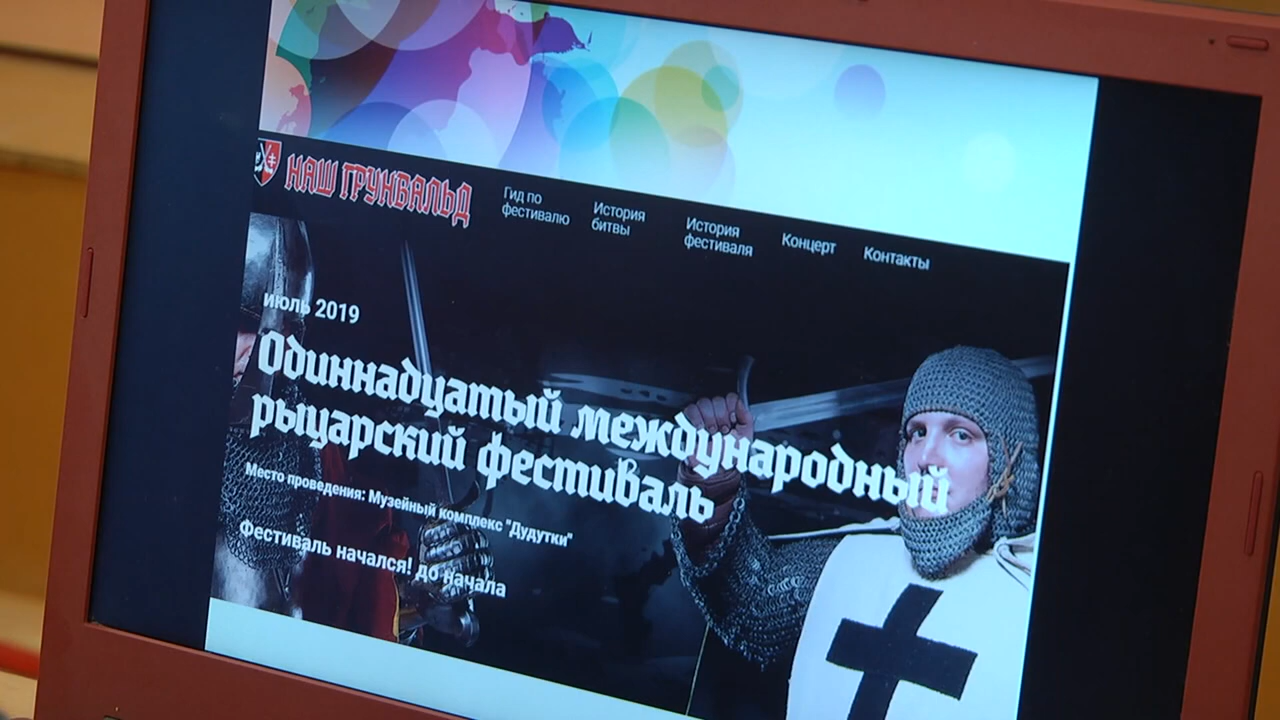 НАШ ГРУНВАЛЬД
Гид по
фестивалю
История
битвы
История
фестиваля
Концерт
Контакты
июль 2019
Одиннадцатый международный
рыцарский фестиваль
Место проведения: Музейный комплекс "Дудутки"
Фестиваль начался! до начала